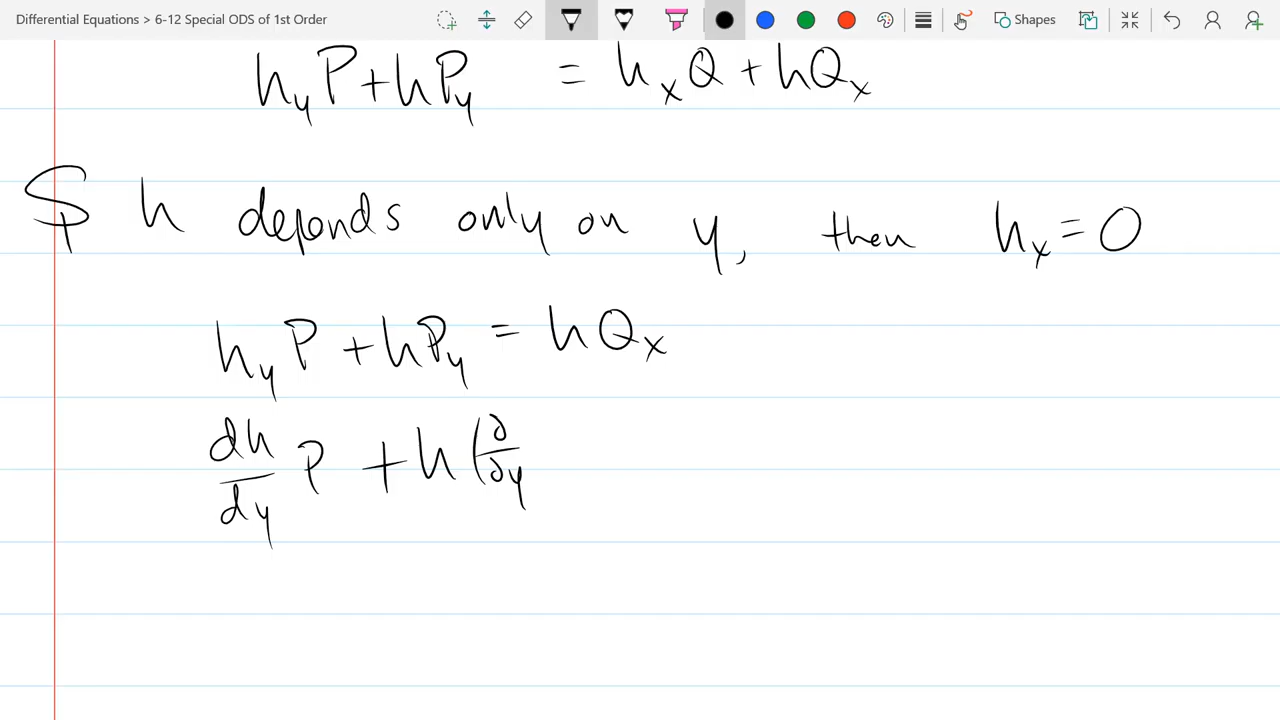 Differential Equations > 6-12 Special ODS of 1st Order
Shapes
h_y P + h P_y = h_x Q + h Q_x
h depends only on y, then h_x = 0
h_y P + h P_y = h Q_x
dh/dy P + h (∂/∂y